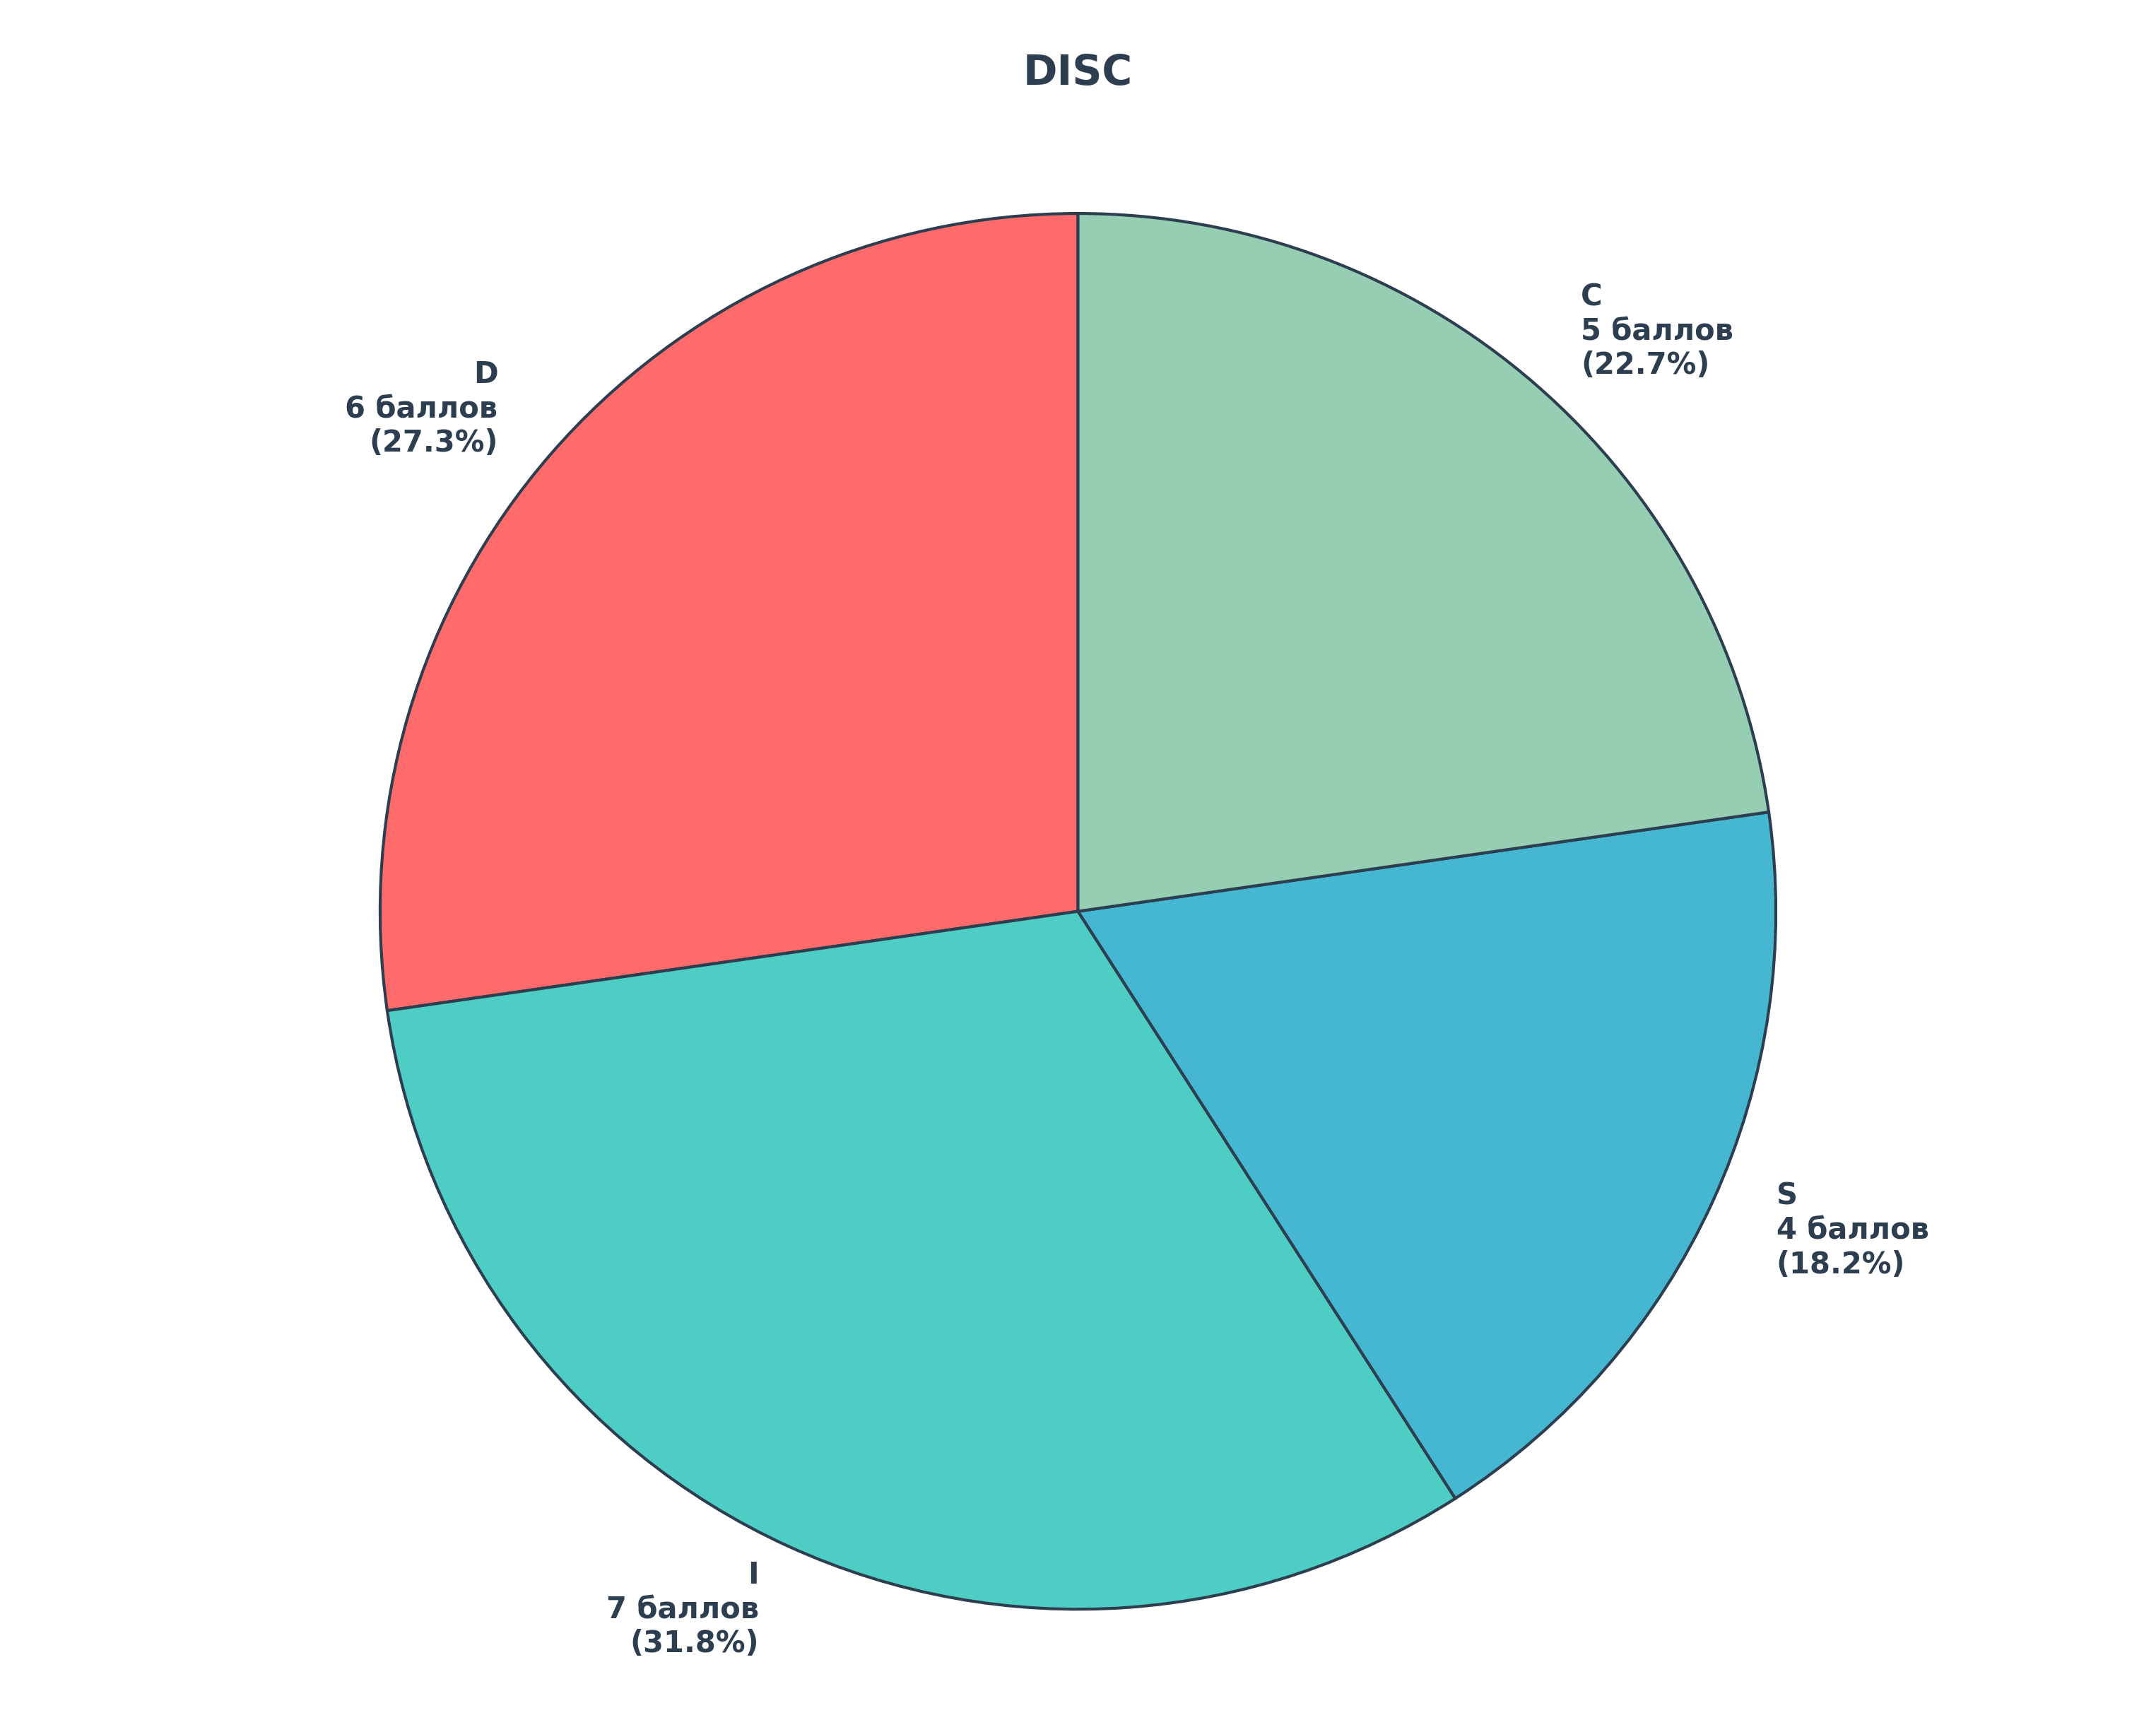 DISC
C
5 баллов
(22.7%)
D
6 баллов
(27.3%)
S
4 баллов
(18.2%)
I
7 баллов
(31.8%)